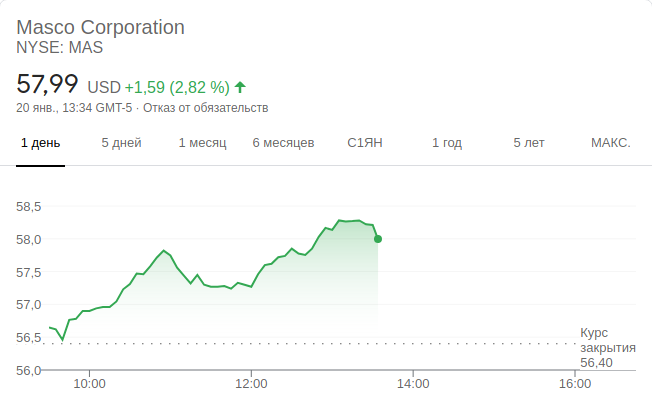 Masco Corporation
NYSE: MAS
57,99 USD +1,59 (2,82 %)
20 янв., 13:34 GMT-5 · Отказ от обязательств
1 день 5 дней 1 месяц 6 месяцев С1ЯН 1 год 5 лет МАКС.
58,5
58,0
57,5
57,0
56,5
56,0
Курс
закрытия
56,40
10:00 12:00 14:00 16:00